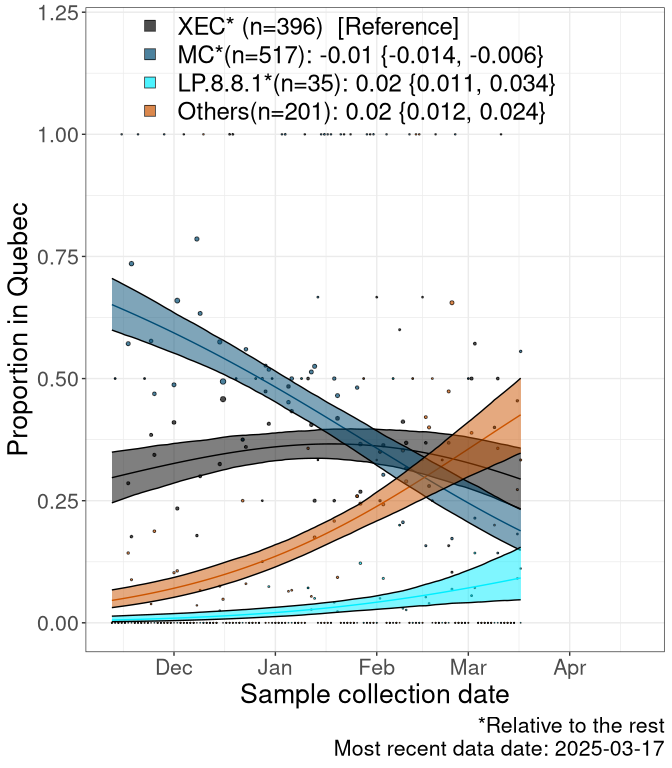 XEC* (n=396)  [Reference]
MC*(n=517): -0.01 {-0.014, -0.006}
LP.8.8.1*(n=35): 0.02 {0.011, 0.034}
Others(n=201): 0.02 {0.012, 0.024}
1.25
1.00
0.75
0.50
0.25
0.00
Proportion in Quebec
Dec Jan Feb Mar Apr
Sample collection date
*Relative to the rest
Most recent data date: 2025-03-17